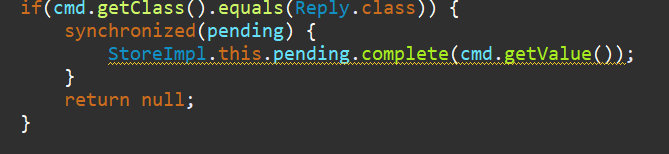 if(cmd.getClass().equals(Reply.class)) {
synchronized(pending) {
StoreImpl.this.pending.complete(cmd.getValue());
}
return null;
}